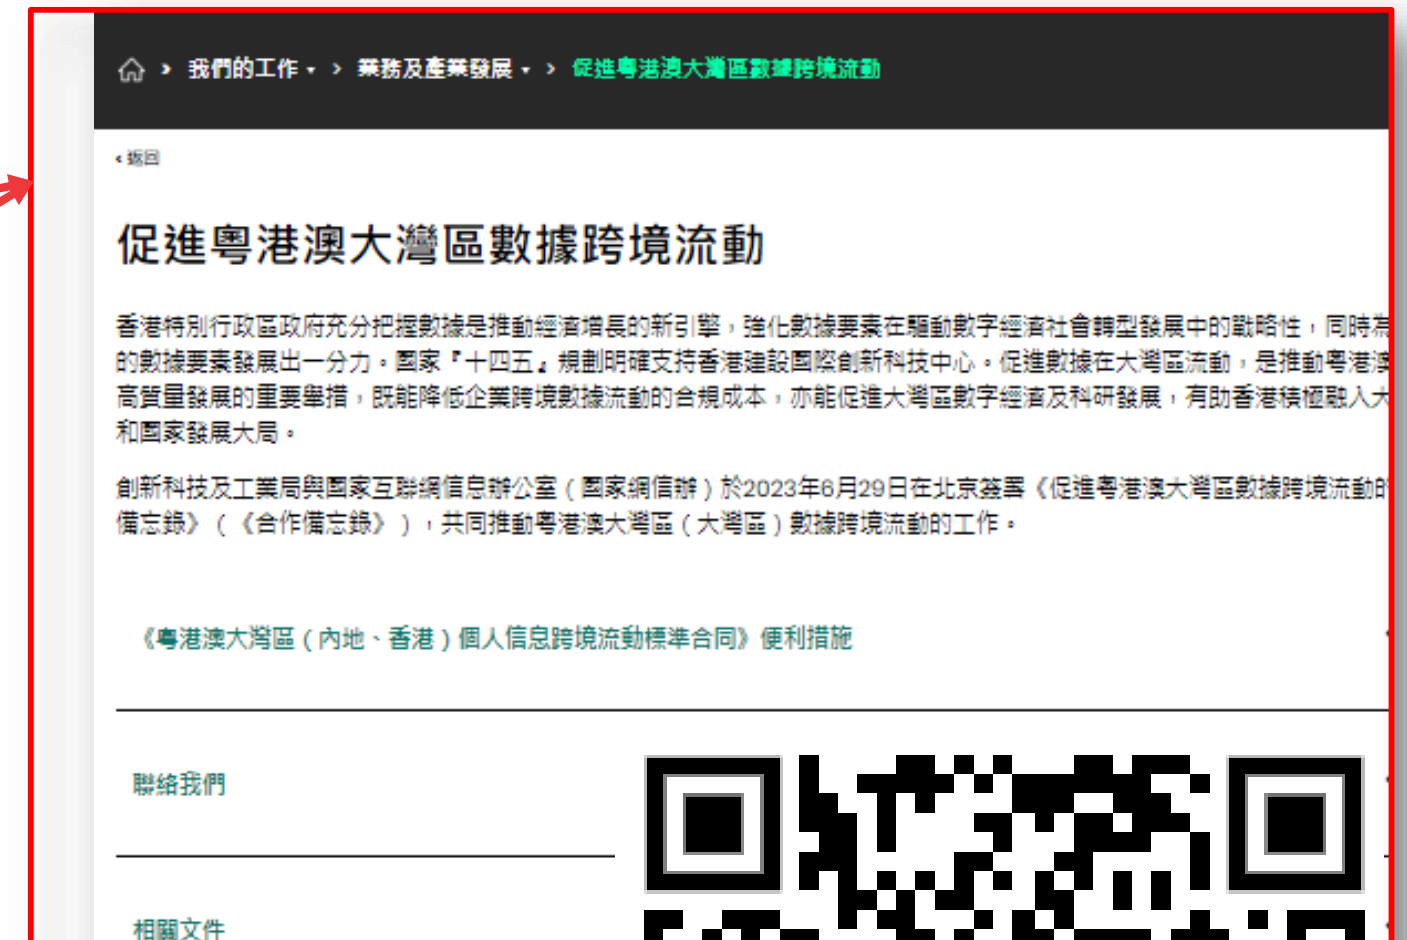 我們的工作 › 業務及產業發展 › 促進粵港澳大灣區數據跨境流動
‹ 返回
促進粵港澳大灣區數據跨境流動
香港特別行政區政府充分把握數據是推動經濟增長的新引擎，強化數據要素在驅動數字經濟社會轉型發展中的戰略性，同時為
的數據要素發展出一分力。國家『十四五』規劃明確支持香港建設國際創新科技中心。促進數據在大灣區流動，是推動粵港澳
高質量發展的重要舉措，既能降低企業跨境數據流動的合規成本，亦能促進大灣區數字經濟及科研發展，有助香港積極融入大
和國家發展大局。
創新科技及工業局與國家互聯網信息辦公室（國家網信辦）於2023年6月29日在北京簽署《促進粵港澳大灣區數據跨境流動的
備忘錄》（《合作備忘錄》），共同推動粵港澳大灣區（大灣區）數據跨境流動的工作。
《粵港澳大灣區（內地、香港）個人信息跨境流動標準合同》便利措施
聯絡我們
相關文件